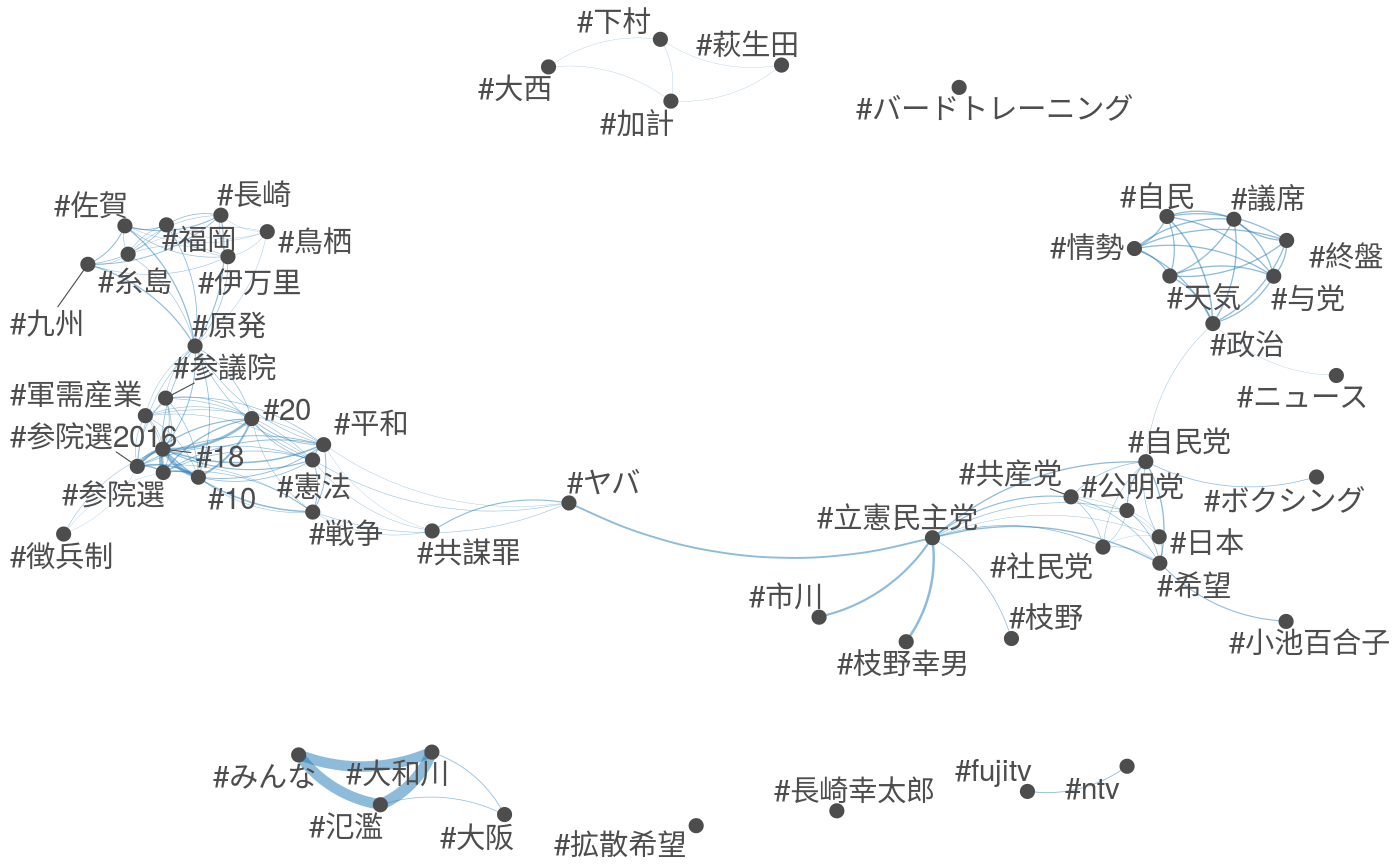 #下村
#萩生田
#大西
#加計
#バードトレーニング
#佐賀
#長崎
#福岡
#鳥栖
#糸島
#伊万里
#九州
#原発
#自民
#議席
#情勢
#終盤
#天気
#与党
#政治
#ニュース
#参議院
#軍需産業
#20
#平和
#参院選2016
#18
#参院選
#10
#憲法
#戦争
#徴兵制
#共謀罪
#ヤバ
#自民党
#共産党
#公明党
#ボクシング
#立憲民主党
#日本
#社民党
#希望
#市川
#枝野
#枝野幸男
#小池百合子
#みんな
#大和川
#氾濫
#大阪
#拡散希望
#長崎幸太郎
#fujitv
#ntv